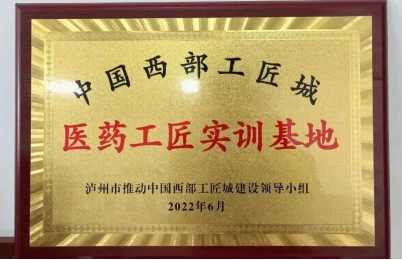 中国西部工匠城
医药工匠实训基地
泸州市推动中国西部工匠城建设领导小组
2022年6月